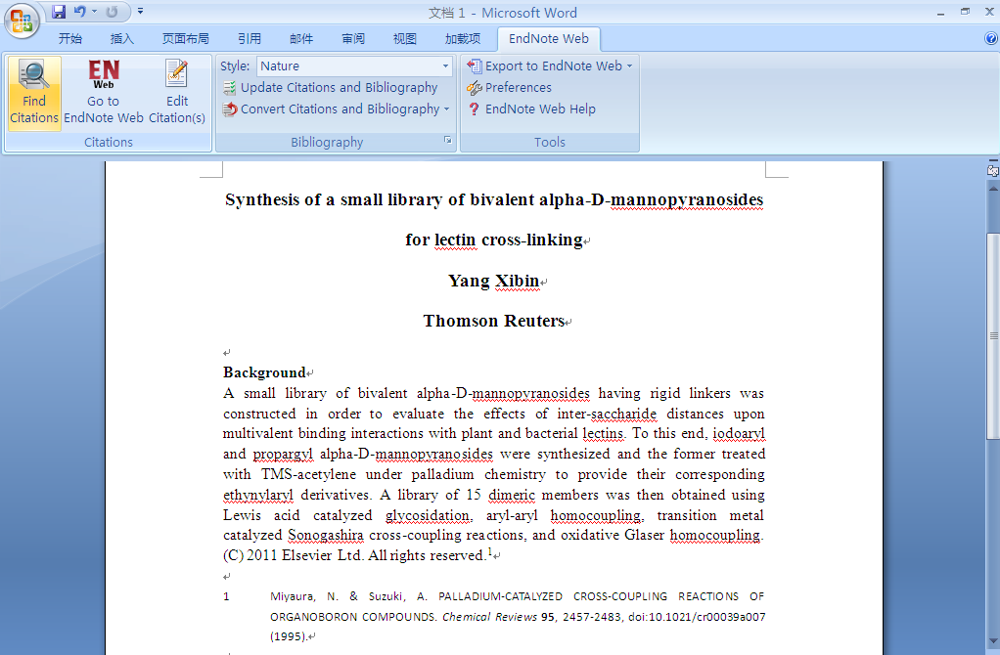 文档 1 - Microsoft Word
开始 插入 页面布局 引用 邮件 审阅 视图 加载项 EndNote Web
Find Citations
EN Web Go to EndNote Web
Edit Citation(s)
Citations
Style: Nature
Update Citations and Bibliography
Convert Citations and Bibliography
Bibliography
Export to EndNote Web
Preferences
? EndNote Web Help
Tools
Synthesis of a small library of bivalent alpha-D-mannopyranosides
for lectin cross-linking
Yang Xibin
Thomson Reuters
Background
A small library of bivalent alpha-D-mannopyranosides having rigid linkers was
constructed in order to evaluate the effects of inter-saccharide distances upon
multivalent binding interactions with plant and bacterial lectins. To this end, iodoaryl
and propargyl alpha-D-mannopyranosides were synthesized and the former treated
with TMS-acetylene under palladium chemistry to provide their corresponding
ethynylaryl derivatives. A library of 15 dimeric members was then obtained using
Lewis acid catalyzed glycosidation, aryl-aryl homocoupling, transition metal
catalyzed Sonogashira cross-coupling reactions, and oxidative Glaser homocoupling.
(C) 2011 Elsevier Ltd. All rights reserved.1
1 Miyaura, N. & Suzuki, A. PALLADIUM-CATALYZED CROSS-COUPLING REACTIONS OF
ORGANOBORON COMPOUNDS. Chemical Reviews 95, 2457-2483, doi:10.1021/cr00039a007
(1995).